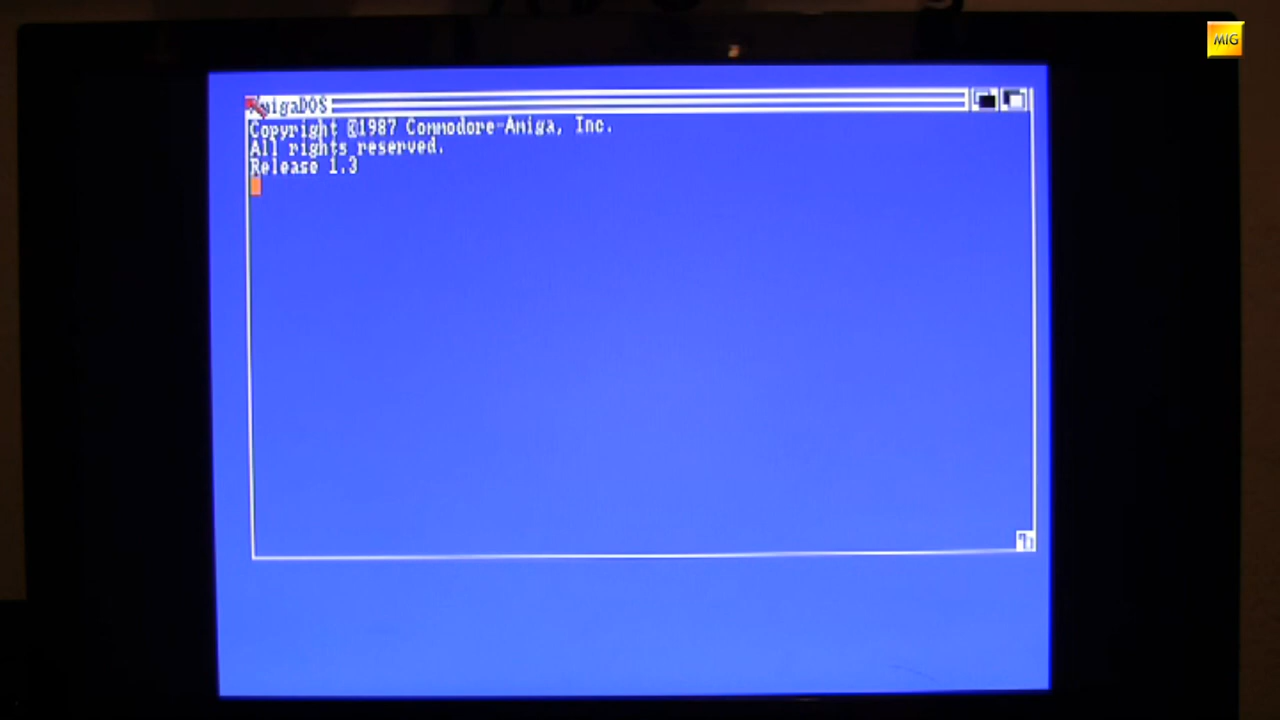 MIG
AmigaDOS
Copyright ©1987 Commodore-Amiga, Inc.
All rights reserved.
Release 1.3